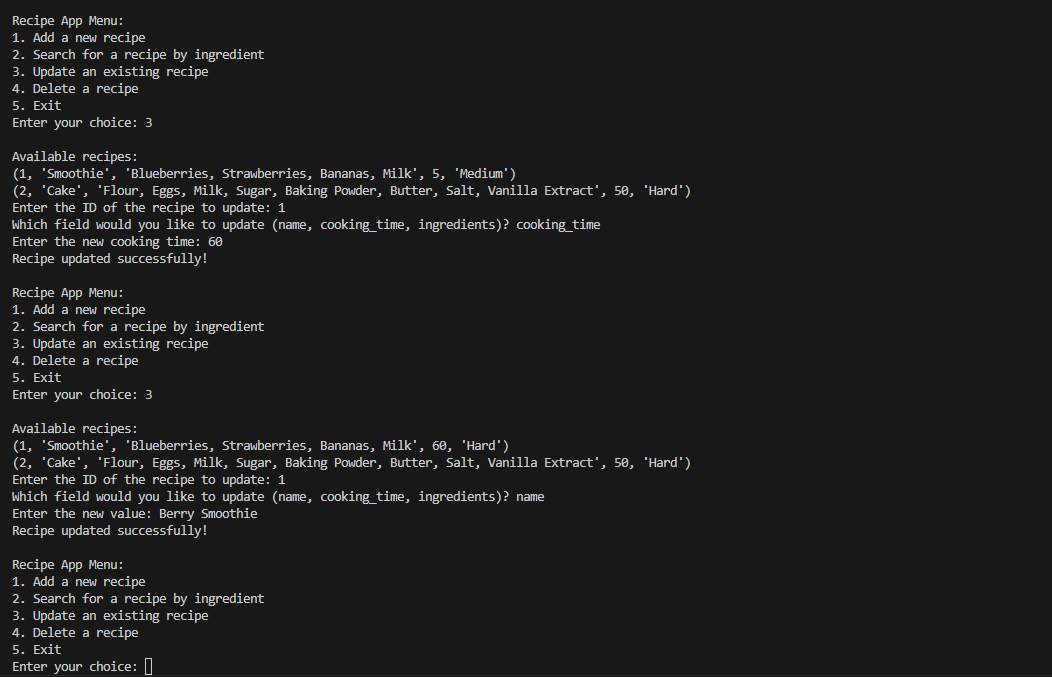 Recipe App Menu:
1. Add a new recipe
2. Search for a recipe by ingredient
3. Update an existing recipe
4. Delete a recipe
5. Exit
Enter your choice: 3
Available recipes:
(1, 'Smoothie', 'Blueberries, Strawberries, Bananas, Milk', 5, 'Medium')
(2, 'Cake', 'Flour, Eggs, Milk, Sugar, Baking Powder, Butter, Salt, Vanilla Extract', 50, 'Hard')
Enter the ID of the recipe to update: 1
Which field would you like to update (name, cooking_time, ingredients)? cooking_time
Enter the new cooking time: 60
Recipe updated successfully!
Recipe App Menu:
1. Add a new recipe
2. Search for a recipe by ingredient
3. Update an existing recipe
4. Delete a recipe
5. Exit
Enter your choice: 3
Available recipes:
(1, 'Smoothie', 'Blueberries, Strawberries, Bananas, Milk', 60, 'Hard')
(2, 'Cake', 'Flour, Eggs, Milk, Sugar, Baking Powder, Butter, Salt, Vanilla Extract', 50, 'Hard')
Enter the ID of the recipe to update: 1
Which field would you like to update (name, cooking_time, ingredients)? name
Enter the new value: Berry Smoothie
Recipe updated successfully!
Recipe App Menu:
1. Add a new recipe
2. Search for a recipe by ingredient
3. Update an existing recipe
4. Delete a recipe
5. Exit
Enter your choice: